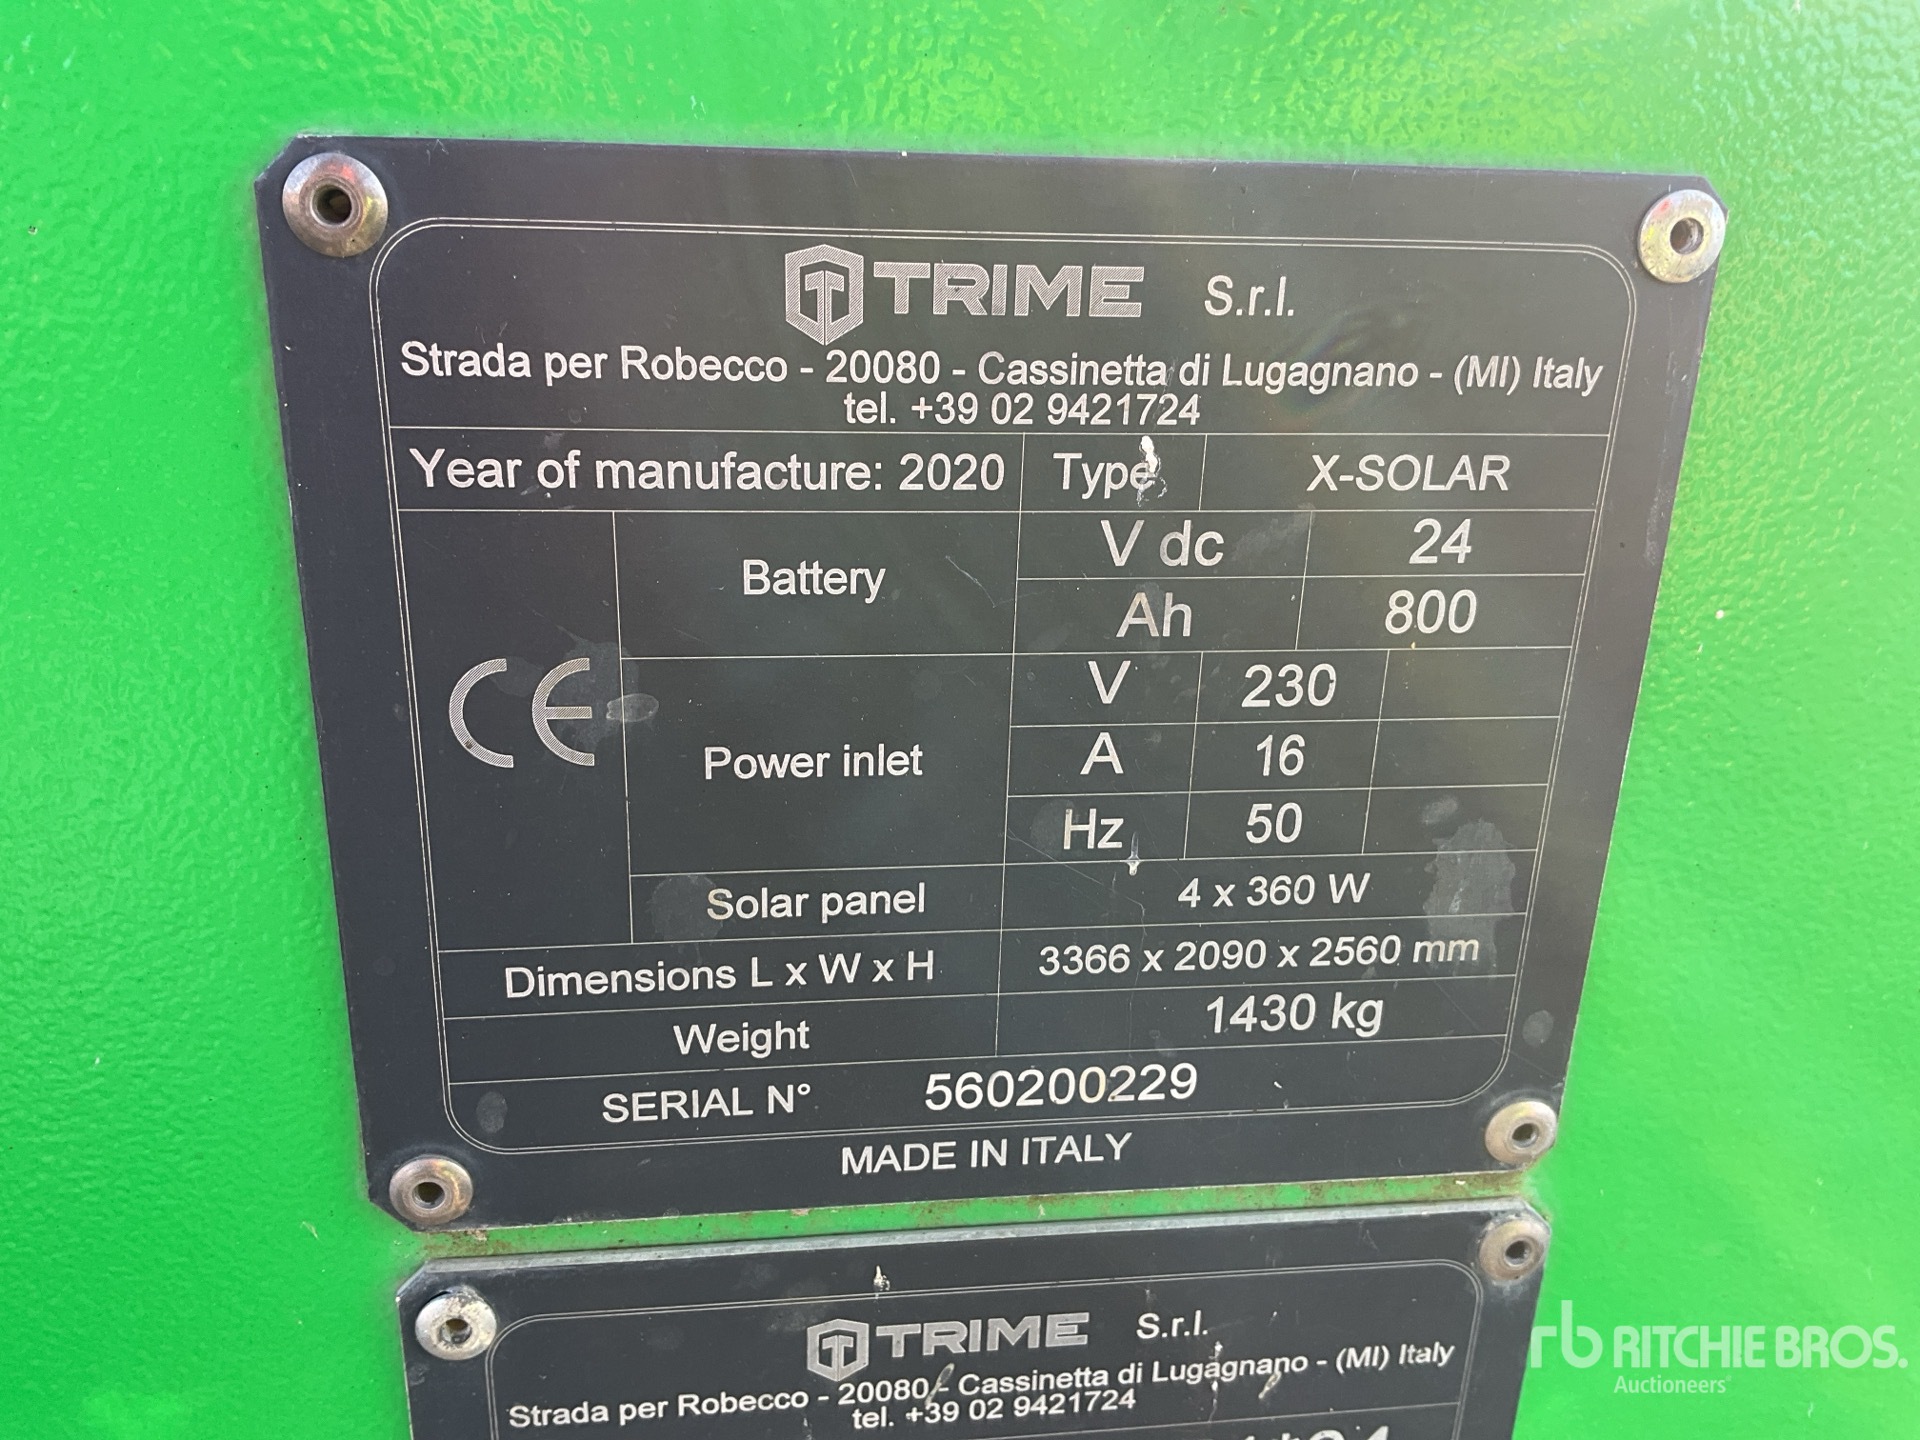 TRIME S.r.l.
Strada per Robecco - 20080 - Cassinetta di Lugagnano - (MI) Italy
tel. +39 02 9421724
Year of manufacture: 2020 Type X-SOLAR
CE
Battery
V dc 24
Ah 800
Power inlet
V 230
A 16
Hz 50
Solar panel 4 x 360 W
Dimensions L x W x H 3366 x 2090 x 2560 mm
Weight 1430 kg
SERIAL N° 560200229
MADE IN ITALY
TRIME S.r.l.
Strada per Robecco - 20080 - Cassinetta di Lugagnano - (MI) Italy
tel. +39 02 9421724
rb RITCHIE BROS.
Auctioneers